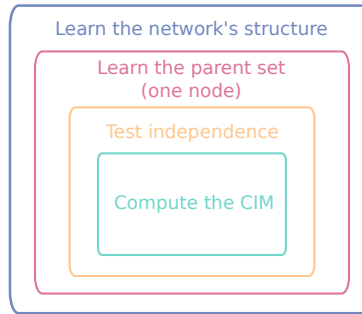 Learn the network's structure
Learn the parent set
(one node)
Test independence
Compute the CIM